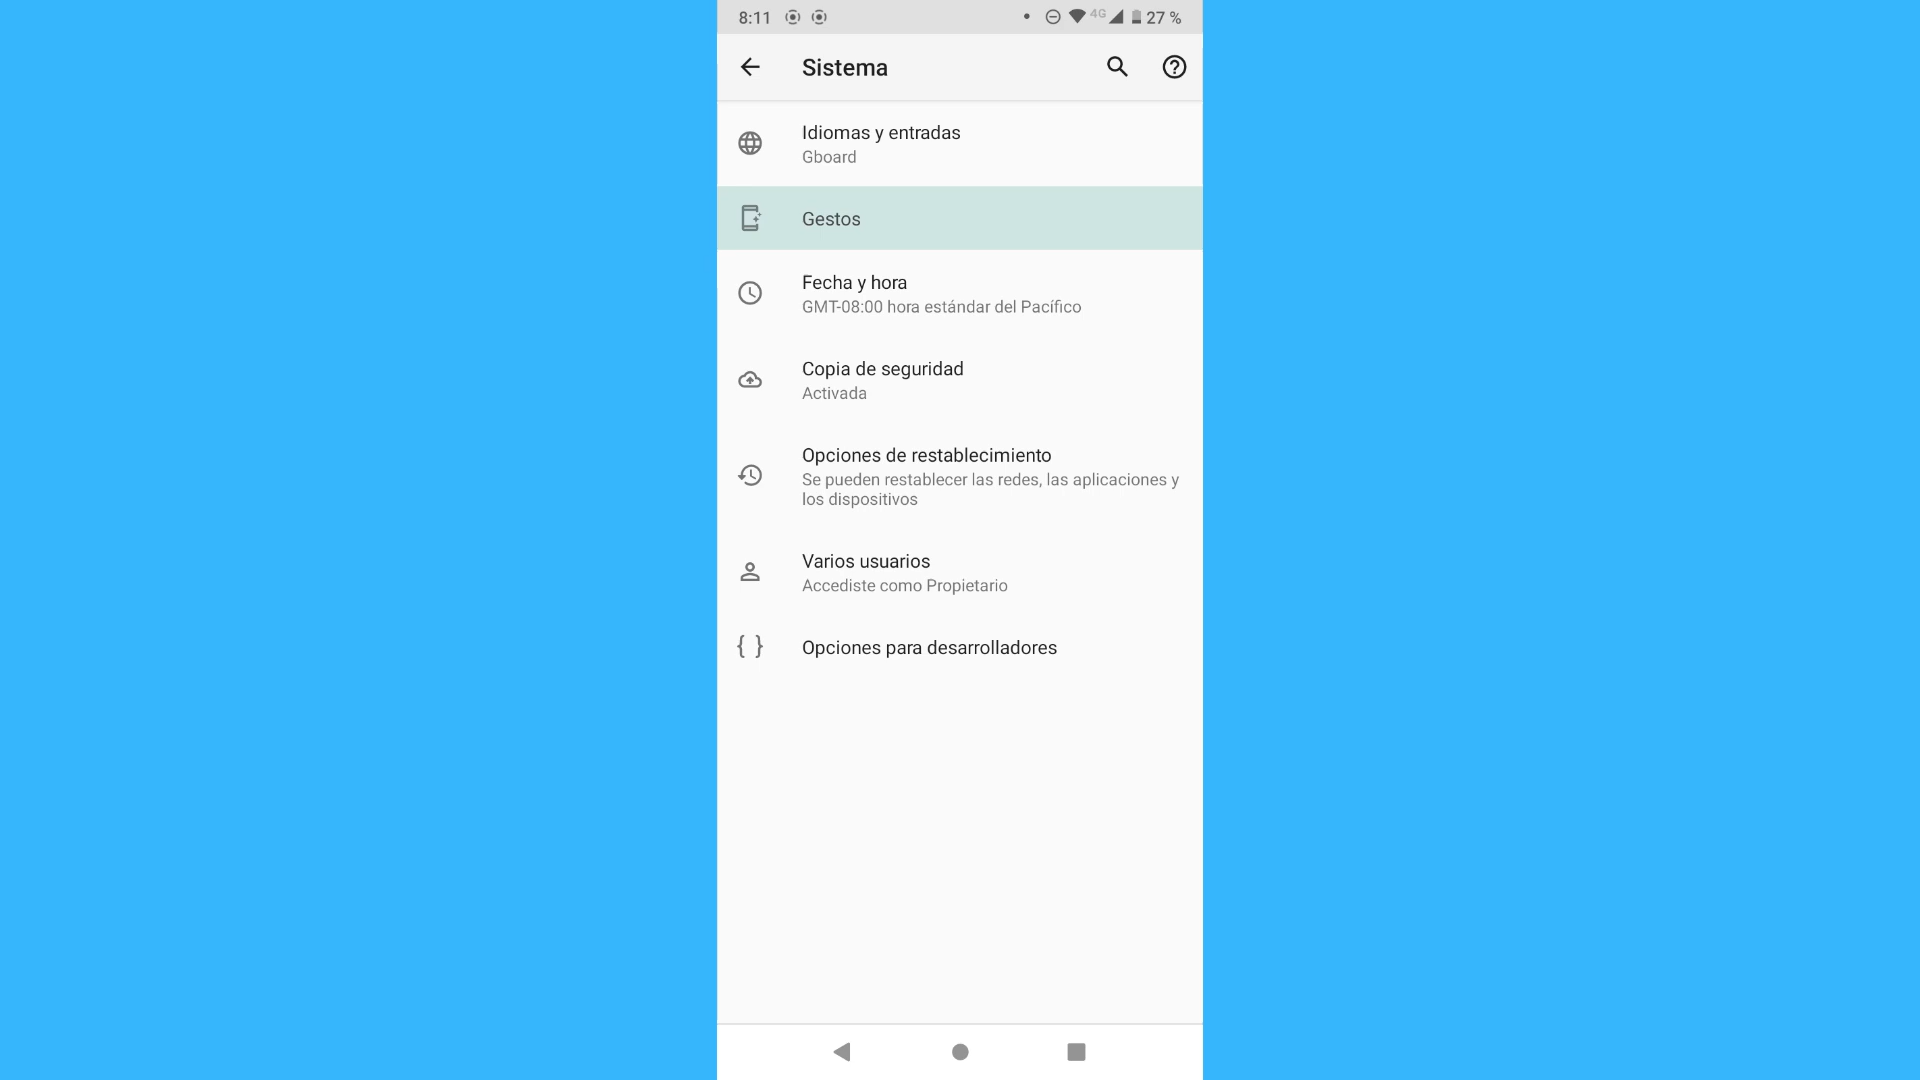 8:11
4G
27 %
Sistema
Idiomas y entradas
Gboard
Gestos
Fecha y hora
GMT-08:00 hora estándar del Pacífico
Copia de seguridad
Activada
Opciones de restablecimiento
Se pueden restablecer las redes, las aplicaciones y
los dispositivos
Varios usuarios
Accediste como Propietario
Opciones para desarrolladores